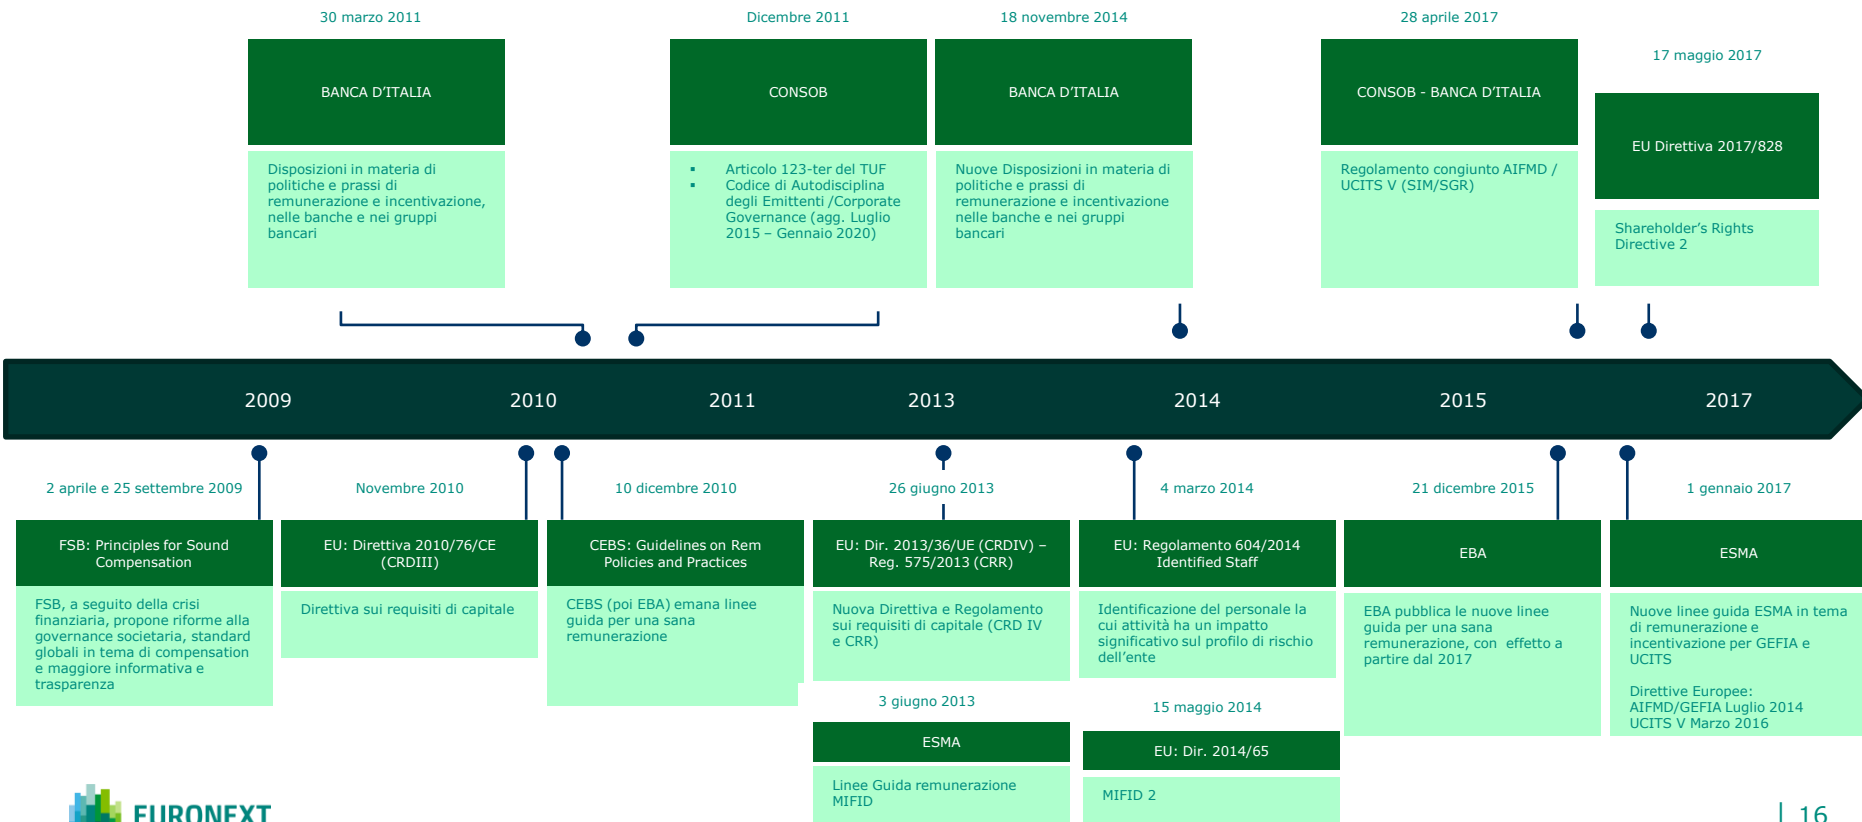 30 marzo 2011
BANCA D'ITALIA
Disposizioni in materia di
politiche e prassi di
remunerazione e incentivazione,
nelle banche e nei gruppi
bancari
Dicembre 2011
CONSOB
▪ Articolo 123-ter del TUF
▪ Codice di Autodisciplina
degli Emittenti /Corporate
Governance (agg. Luglio
2015 – Gennaio 2020)
18 novembre 2014
BANCA D'ITALIA
Nuove Disposizioni in materia di
politiche e prassi di
remunerazione e incentivazione
nelle banche e nei gruppi
bancari
28 aprile 2017
CONSOB - BANCA D'ITALIA
Regolamento congiunto AIFMD /
UCITS V (SIM/SGR)
17 maggio 2017
EU Direttiva 2017/828
Shareholder's Rights
Directive 2
2009 2010 2011 2013 2014 2015 2017
2 aprile e 25 settembre 2009
FSB: Principles for Sound
Compensation
FSB, a seguito della crisi
finanziaria, propone riforme alla
governance societaria, standard
globali in tema di compensation
e maggiore informativa e
trasparenza
Novembre 2010
EU: Direttiva 2010/76/CE
(CRDIII)
Direttiva sui requisiti di capitale
10 dicembre 2010
CEBS: Guidelines on Rem
Policies and Practices
CEBS (poi EBA) emana linee
guida per una sana
remunerazione
26 giugno 2013
EU: Dir. 2013/36/UE (CRDIV) –
Reg. 575/2013 (CRR)
Nuova Direttiva e Regolamento
sui requisiti di capitale (CRD IV
e CRR)
3 giugno 2013
ESMA
Linee Guida remunerazione
MIFID
4 marzo 2014
EU: Regolamento 604/2014
Identified Staff
Identificazione del personale la
cui attività ha un impatto
significativo sul profilo di rischio
dell'ente
15 maggio 2014
EU: Dir. 2014/65
MIFID 2
21 dicembre 2015
EBA
EBA pubblica le nuove linee
guida per una sana
remunerazione, con  effetto a
partire dal 2017
1 gennaio 2017
ESMA
Nuove linee guida ESMA in tema
di remunerazione e
incentivazione per GEFIA e
UCITS
Direttive Europee:
AIFMD/GEFIA Luglio 2014
UCITS V Marzo 2016
EURONEXT
| 16